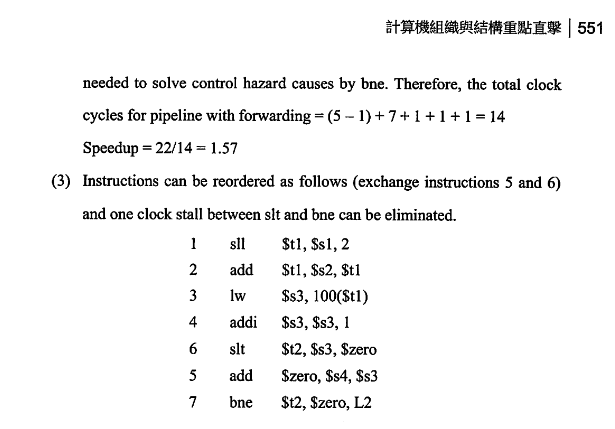 計算機組織與結構重點直擊 | 551
needed to solve control hazard causes by bne. Therefore, the total clock
cycles for pipeline with forwarding = (5 – 1) + 7 + 1 + 1 + 1 = 14
Speedup = 22/14 = 1.57
(3) Instructions can be reordered as follows (exchange instructions 5 and 6)
and one clock stall between slt and bne can be eliminated.
1 sll $t1, $s1, 2
2 add $t1, $s2, $t1
3 lw $s3, 100($t1)
4 addi $s3, $s3, 1
6 slt $t2, $s3, $zero
5 add $zero, $s4, $s3
7 bne $t2, $zero, L2